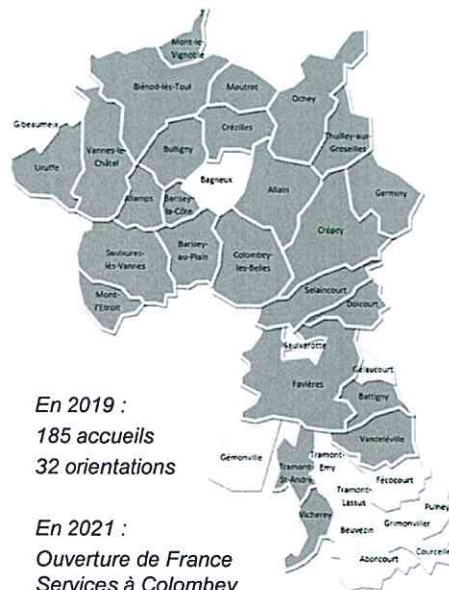 Mont-le-
Vignoble
Blénod-lès-Toul
Moutrot
Ochey
Gibeaumeix
Crézilles
Thuilley-aux-
Groseilles
Vannes-le-
Châtel
Bulligny
Uruffe
Bagneux
Allain
Germiny
Allamps
Barisey-
la-Côte
Crépey
Saulxures-
lès-Vannes
Barisey-
au-Plain
Colombey-
les-Belles
Selaincourt
Dolcourt
Mont-
l'Etroit
Saulxerotte
Gélaucourt
Favières
Battigny
En 2019 :
185 accueils
32 orientations
Vandeléville
Gémonville
Tramont-
Emy
Tramont-
St-André
Fécocourt
Tramont-
Lassus
Pulney
Vicherey
Grimonviller
Beuvezin
Courcelle
Aboncourt
En 2021 :
Ouverture de France
Services à Colombey